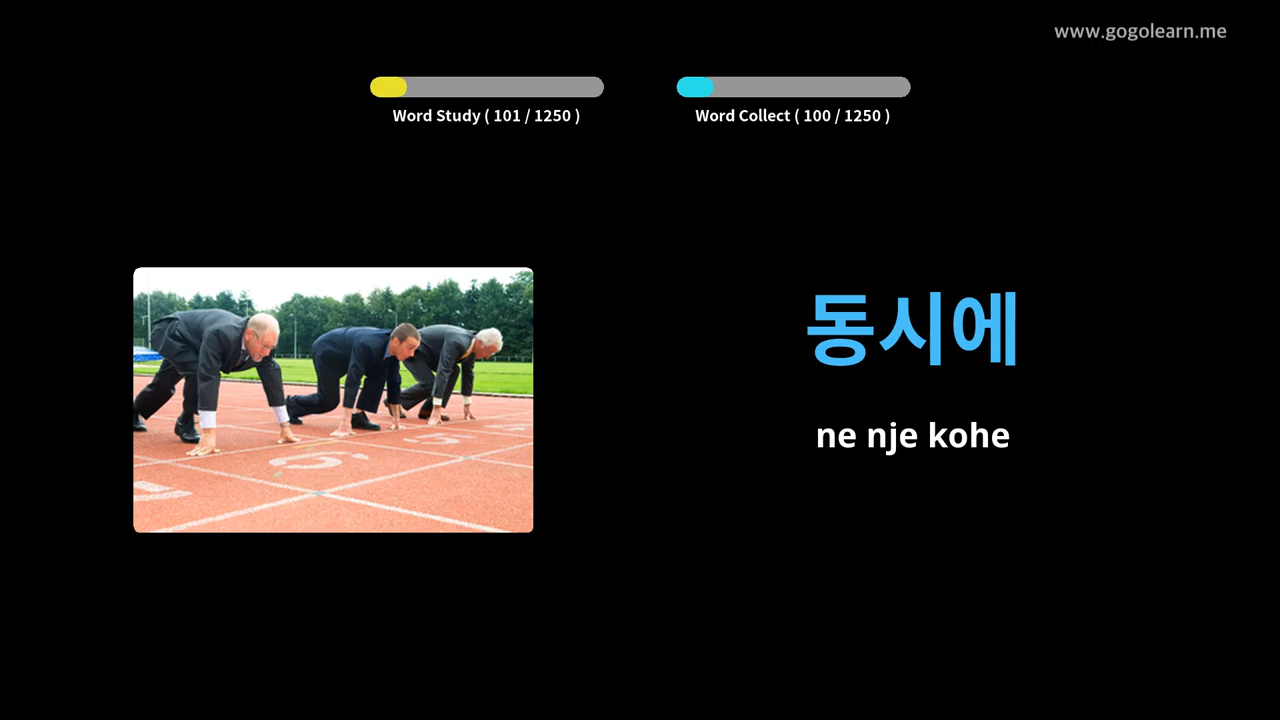 www.gogolearn.me
Word Study ( 101 / 1250 )
Word Collect ( 100 / 1250 )
동시에
ne nje kohe